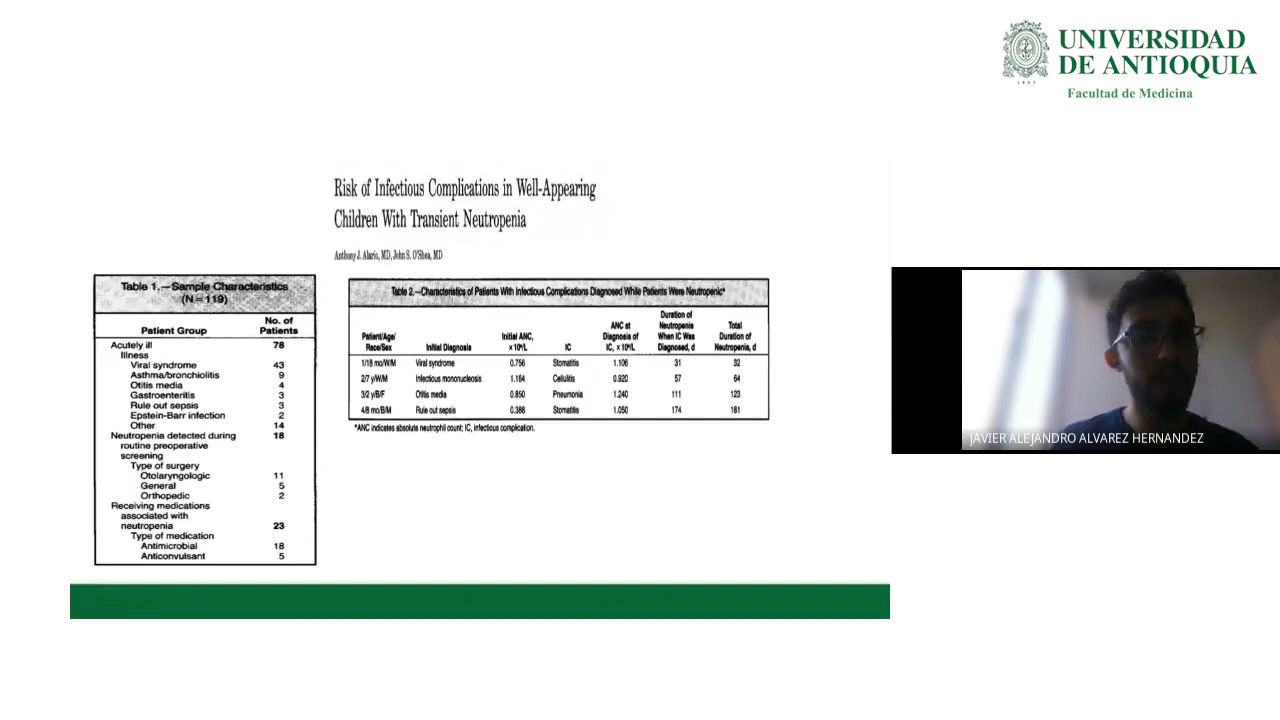 UNIVERSIDAD
DE ANTIOQUIA
1803
Facultad de Medicina
Risk of Infectious Complications in Well-Appearing
Children With Transient Neutropenia
Anthony J. Alario, MD, John S. O'Shea, MD
Table 1.—Sample Characteristics
(N = 119)
Patient Group No. of Patients
Acutely ill 78
Illness
Viral syndrome 43
Asthma/bronchiolitis 9
Otitis media 4
Gastroenteritis 3
Rule out sepsis 3
Epstein-Barr infection 2
Other 14
Neutropenia detected during 18
routine preoperative
screening
Type of surgery
Otolaryngologic 11
General 5
Orthopedic 2
Receiving medications
associated with
neutropenia 23
Type of medication
Antimicrobial 18
Anticonvulsant 5
Table 2.—Characteristics of Patients With Infectious Complications Diagnosed While Patients Were Neutropenic*
Patient/Age/Race/Sex Initial Diagnosis Initial ANC, ×10⁹/L IC ANC at Diagnosis of IC, ×10⁹/L Duration of Neutropenia When IC Was Diagnosed, d Total Duration of Neutropenia, d
1/18 mo/W/M Viral syndrome 0.756 Stomatitis 1.106 31 32
2/7 y/W/M Infectious mononucleosis 1.164 Cellulitis 0.920 57 64
3/2 y/B/F Otitis media 0.850 Pneumonia 1.240 111 123
4/8 mo/B/M Rule out sepsis 0.388 Stomatitis 1.050 174 181
*ANC indicates absolute neutrophil count; IC, infectious complication.
JAVIER ALEJANDRO ALVAREZ HERNANDEZ